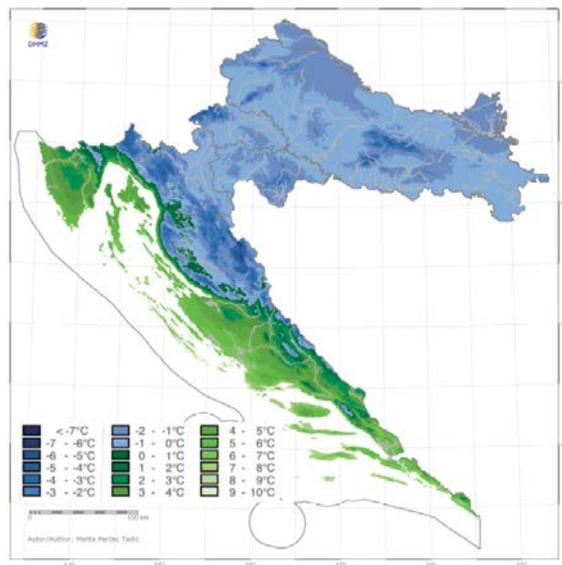 DHMZ
< -7°C
-7 - -6°C
-6 - -5°C
-5 - -4°C
-4 - -3°C
-3 - -2°C
-2 - -1°C
-1 - 0°C
0 - 1°C
1 - 2°C
2 - 3°C
3 - 4°C
4 - 5°C
5 - 6°C
6 - 7°C
7 - 8°C
8 - 9°C
9 - 10°C
0 100 km
Autor/Author: Melita Perčec Tadić